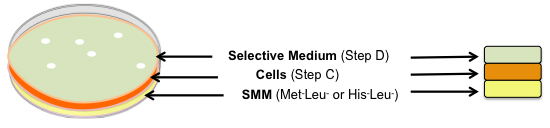 Selective Medium (Step D)
Cells (Step C)
SMM (Met-Leu- or His-Leu-)